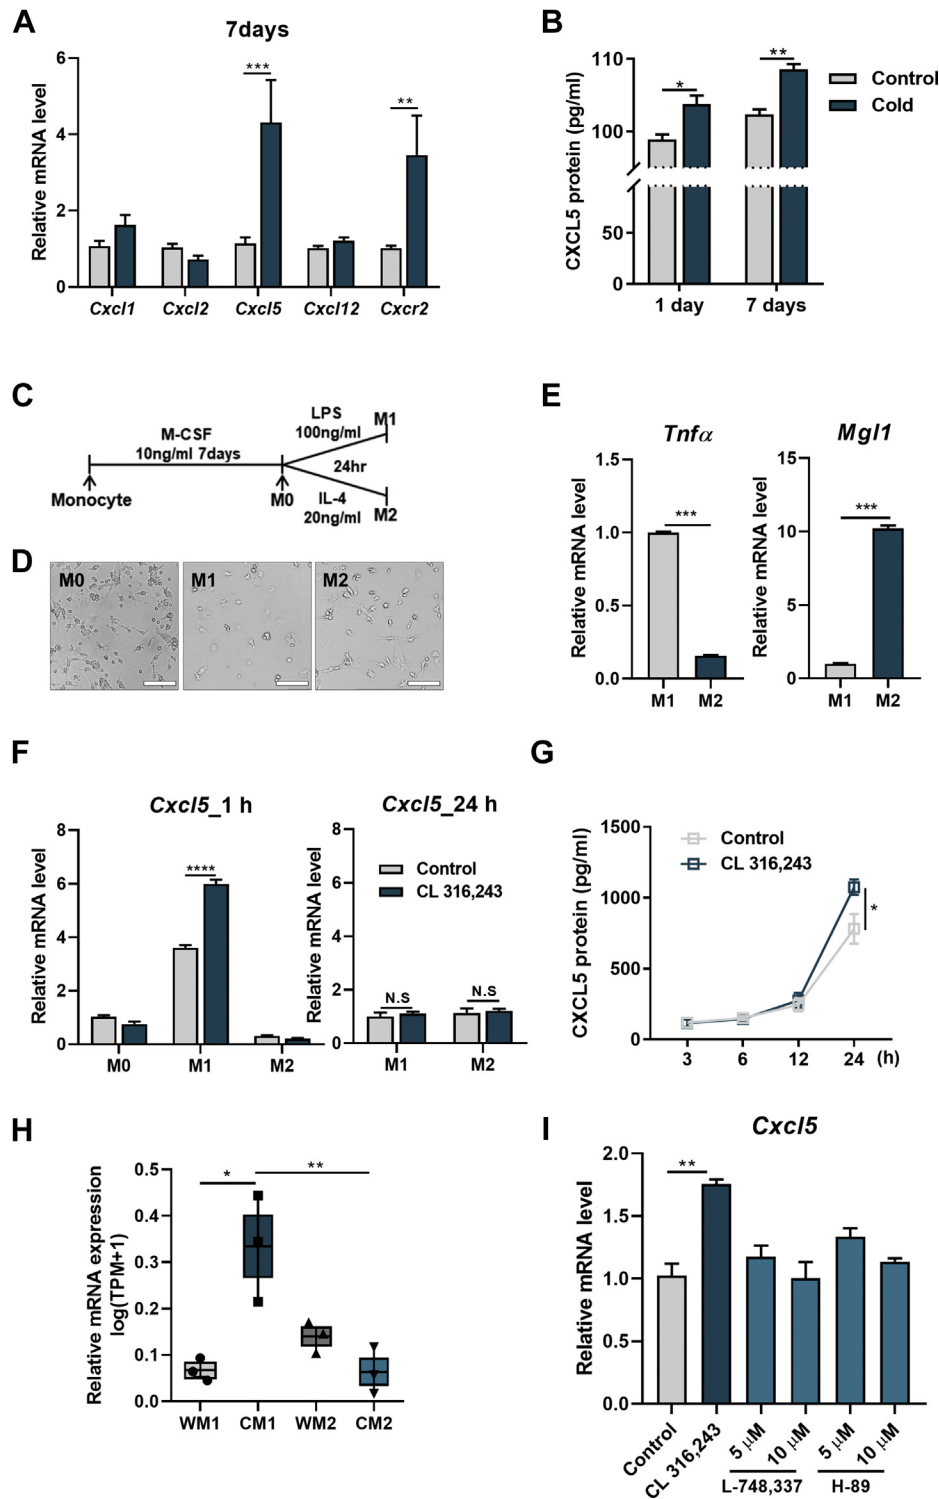 A
7days
Relative mRNA level
6
4
2
0
***
**
Cxcl1
Cxcl2
Cxcl5
Cxcl12
Cxcr2
B
CXCL5 protein (pg/ml)
110
100
50
0
*
**
1 day
7 days
Control
Cold
C
M-CSF
10ng/ml 7days
LPS
100ng/ml
M1
24hr
Monocyte
M0
IL-4
20ng/ml
M2
D
M0
M1
M2
E
Tnfα
Relative mRNA level
1.5
1.0
0.5
0.0
***
M1
M2
Mgl1
Relative mRNA level
15
10
5
0
***
M1
M2
F
Cxcl5_1 h
Relative mRNA level
8
6
4
2
0
****
M0
M1
M2
Cxcl5_24 h
Relative mRNA level
8
6
4
2
0
Control
CL 316,243
N.S
N.S
M1
M2
G
CXCL5 protein (pg/ml)
1500
1000
500
0
Control
CL 316,243
*
3
6
12
24
(h)
H
Relative mRNA expression
log(TPM+1)
0.5
0.4
0.3
0.2
0.1
0.0
*
**
WM1
CM1
WM2
CM2
I
Cxcl5
Relative mRNA level
2.0
1.5
1.0
0.5
0.0
**
Control
CL 316,243
5 μM
10 μM
5 μM
10 μM
L-748,337
H-89